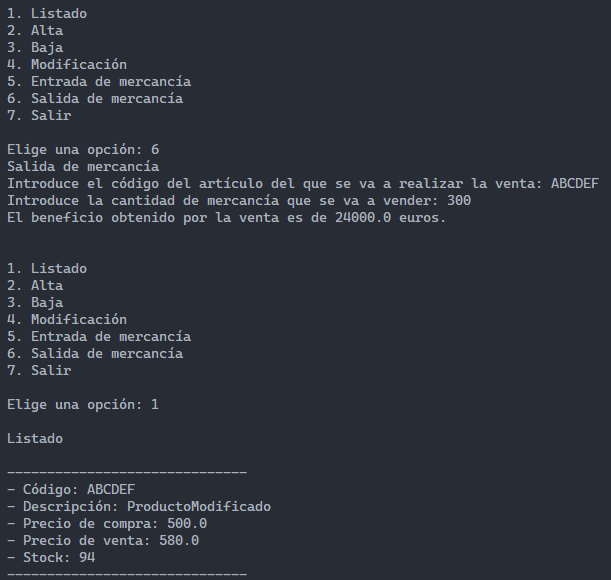 1. Listado
2. Alta
3. Baja
4. Modificación
5. Entrada de mercancía
6. Salida de mercancía
7. Salir
Elige una opción: 6
Salida de mercancía
Introduce el código del artículo del que se va a realizar la venta: ABCDEF
Introduce la cantidad de mercancía que se va a vender: 300
El beneficio obtenido por la venta es de 24000.0 euros.
1. Listado
2. Alta
3. Baja
4. Modificación
5. Entrada de mercancía
6. Salida de mercancía
7. Salir
Elige una opción: 1
Listado
------------------------------
- Código: ABCDEF
- Descripción: ProductoModificado
- Precio de compra: 500.0
- Precio de venta: 580.0
- Stock: 94
------------------------------